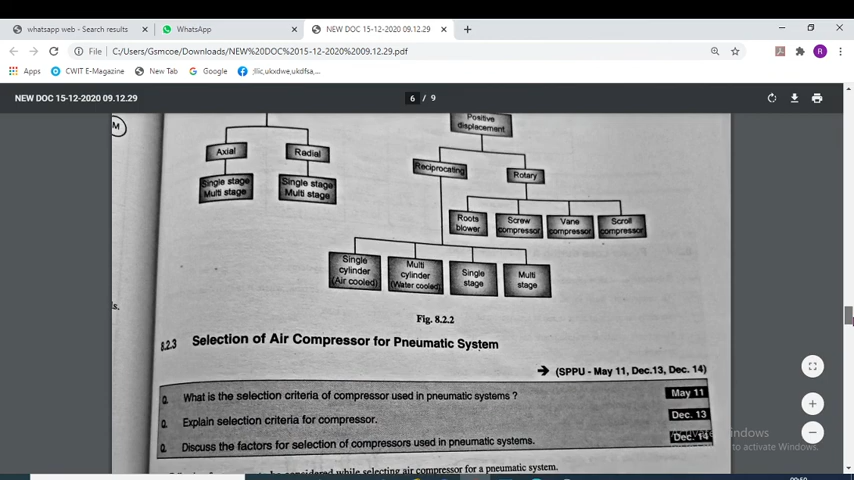 whatsapp web - Search results
WhatsApp
NEW DOC 15-12-2020 09.12.29
File
C:/Users/Gsmcoe/Downloads/NEW%20DOC%2015-12-2020%2009.12.29.pdf
R
Apps
CWIT E-Magazine
New Tab
Google
;llic,ukxdwe,ukdfsa,...
NEW DOC 15-12-2020 09.12.29
6 / 9
M
Positive
displacement
Axial
Radial
Reciprocating
Rotary
Single stage
Multi stage
Single stage
Multi stage
Roots
blower
Screw
compressor
Vane
compressor
Scroll
compressor
Single
cylinder
(Air cooled)
Multi
cylinder
(Water cooled)
Single
stage
Multi
stage
s.
Fig. 8.2.2
8.2.3 Selection of Air Compressor for Pneumatic System
→ (SPPU - May 11, Dec.13, Dec. 14)
Q. What is the selection criteria of compressor used in pneumatic systems ? May 11
Q. Explain selection criteria for compressor. Dec. 13
Q. Discuss the factors for selection of compressors used in pneumatic systems. Dec. 14
to activate Windows.
to be considered while selecting air compressor for a pneumatic system.